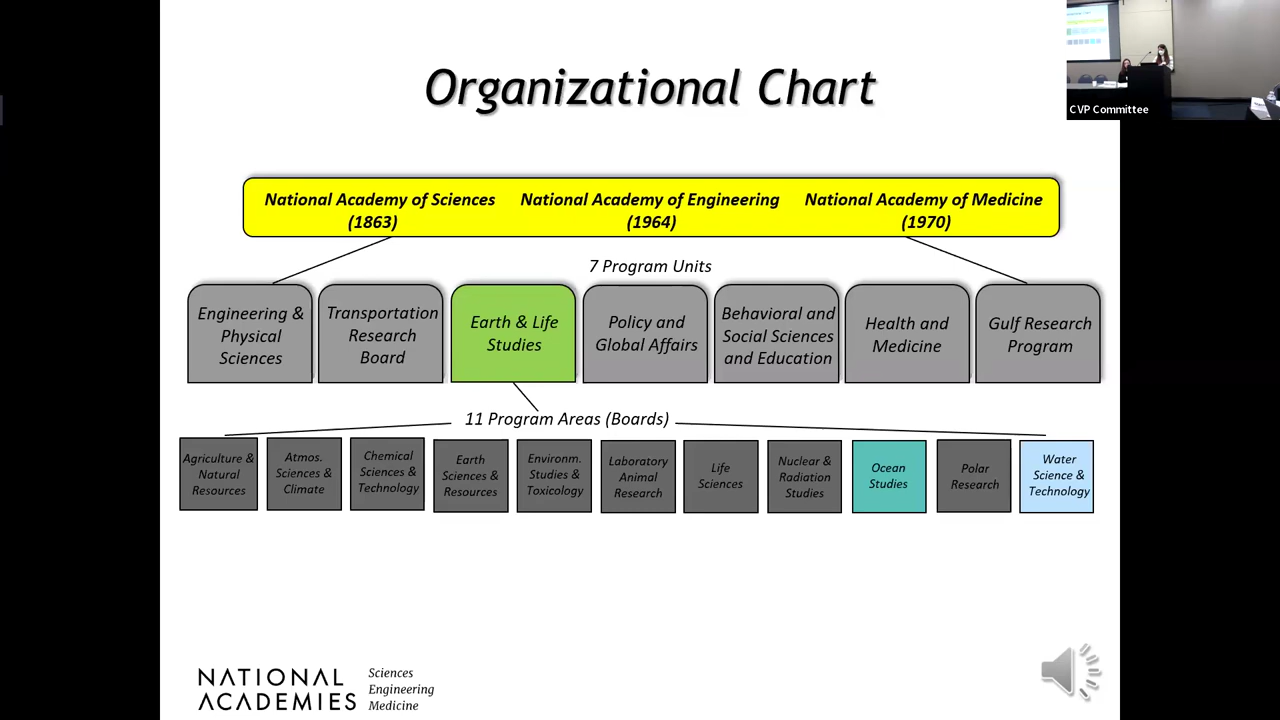 Organizational Chart
CVP Committee
National Academy of Sciences
(1863)
National Academy of Engineering
(1964)
National Academy of Medicine
(1970)
7 Program Units
Engineering &
Physical
Sciences
Transportation
Research
Board
Earth & Life
Studies
Policy and
Global Affairs
Behavioral and
Social Sciences
and Education
Health and
Medicine
Gulf Research
Program
11 Program Areas (Boards)
Agriculture &
Natural
Resources
Atmos.
Sciences &
Climate
Chemical
Sciences &
Technology
Earth
Sciences &
Resources
Environm.
Studies &
Toxicology
Laboratory
Animal
Research
Life
Sciences
Nuclear &
Radiation
Studies
Ocean
Studies
Polar
Research
Water
Science &
Technology
NATIONAL
ACADEMIES
Sciences
Engineering
Medicine